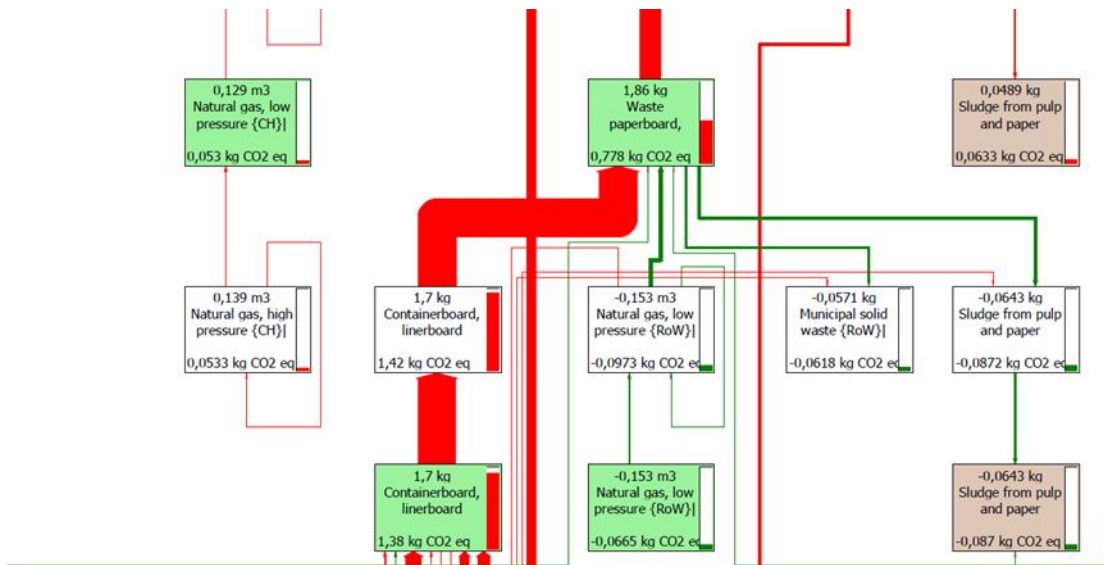 0,129 m3
Natural gas, low
pressure {CH}|
0,053 kg CO2 eq
1,86 kg
Waste
paperboard,
0,778 kg CO2 eq
0,0489 kg
Sludge from pulp
and paper
0,0633 kg CO2 eq
0,139 m3
Natural gas, high
pressure {CH}|
0,0533 kg CO2 eq
1,7 kg
Containerboard,
linerboard
1,42 kg CO2 eq
-0,153 m3
Natural gas, low
pressure {RoW}|
-0,0973 kg CO2 eq
-0,0571 kg
Municipal solid
waste {RoW}|
-0,0618 kg CO2 eq
-0,0643 kg
Sludge from pulp
and paper
-0,0872 kg CO2 eq
1,7 kg
Containerboard,
linerboard
1,38 kg CO2 eq
-0,153 m3
Natural gas, low
pressure {RoW}|
-0,0665 kg CO2 eq
-0,0643 kg
Sludge from pulp
and paper
-0,087 kg CO2 eq